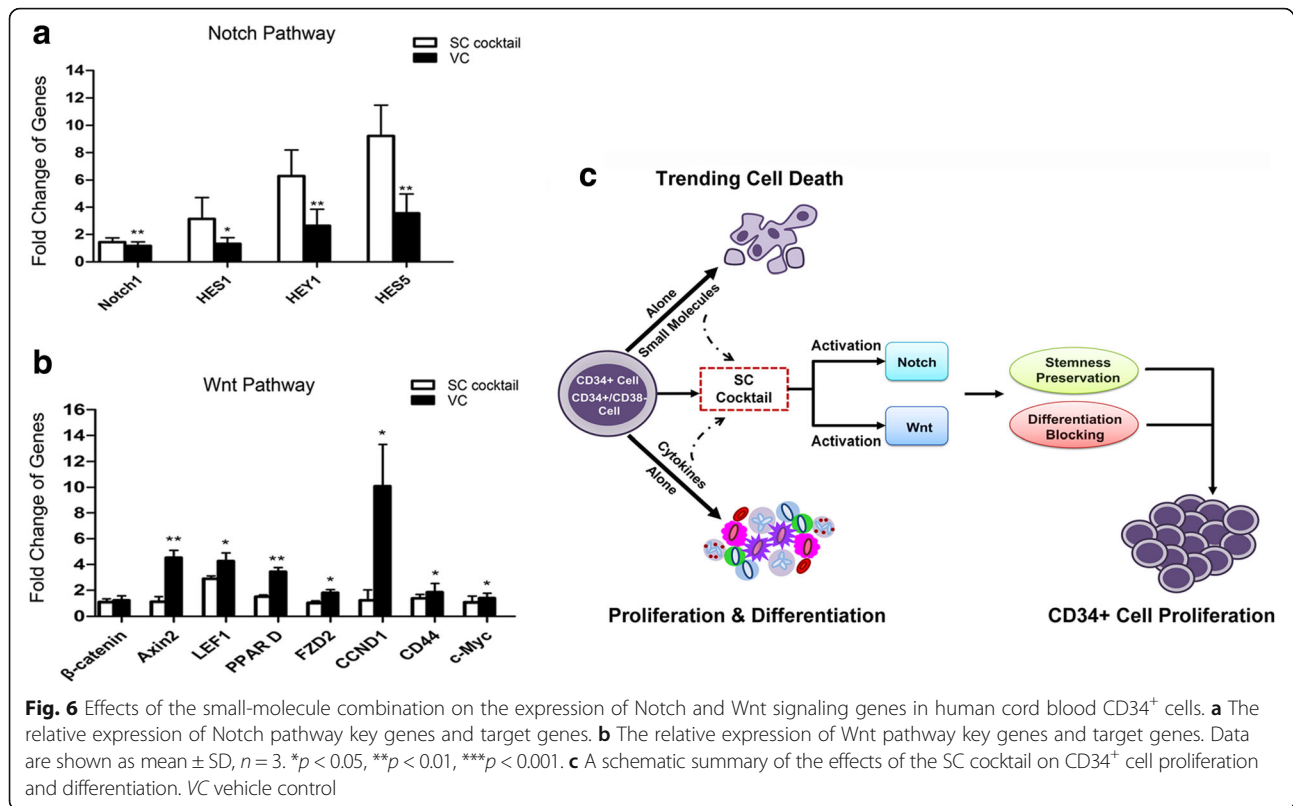 a
Notch Pathway
SC cocktail
VC
Fold Change of Genes
14
12
10
8
6
4
2
0
**
*
**
**
Notch1
HES1
HEY1
HES5
b
Wnt Pathway
SC cocktail
VC
Fold Change of Genes
16
14
12
10
8
6
4
2
0
**
*
**
*
*
*
*
β-catenin
Axin2
LEF1
PPAR D
FZD2
CCND1
CD44
c-Myc
c
Trending Cell Death
Alone
Small Molecules
CD34+ Cell
CD34+/CD38-
Cell
SC
Cocktail
Activation
Notch
Activation
Wnt
Stemness
Preservation
Differentiation
Blocking
Cytokines
Alone
Proliferation & Differentiation
CD34+ Cell Proliferation
Fig. 6 Effects of the small-molecule combination on the expression of Notch and Wnt signaling genes in human cord blood CD34⁺ cells. a The
relative expression of Notch pathway key genes and target genes. b The relative expression of Wnt pathway key genes and target genes. Data
are shown as mean ± SD, n = 3. *p < 0.05, **p < 0.01, ***p < 0.001. c A schematic summary of the effects of the SC cocktail on CD34⁺ cell proliferation
and differentiation. VC vehicle control